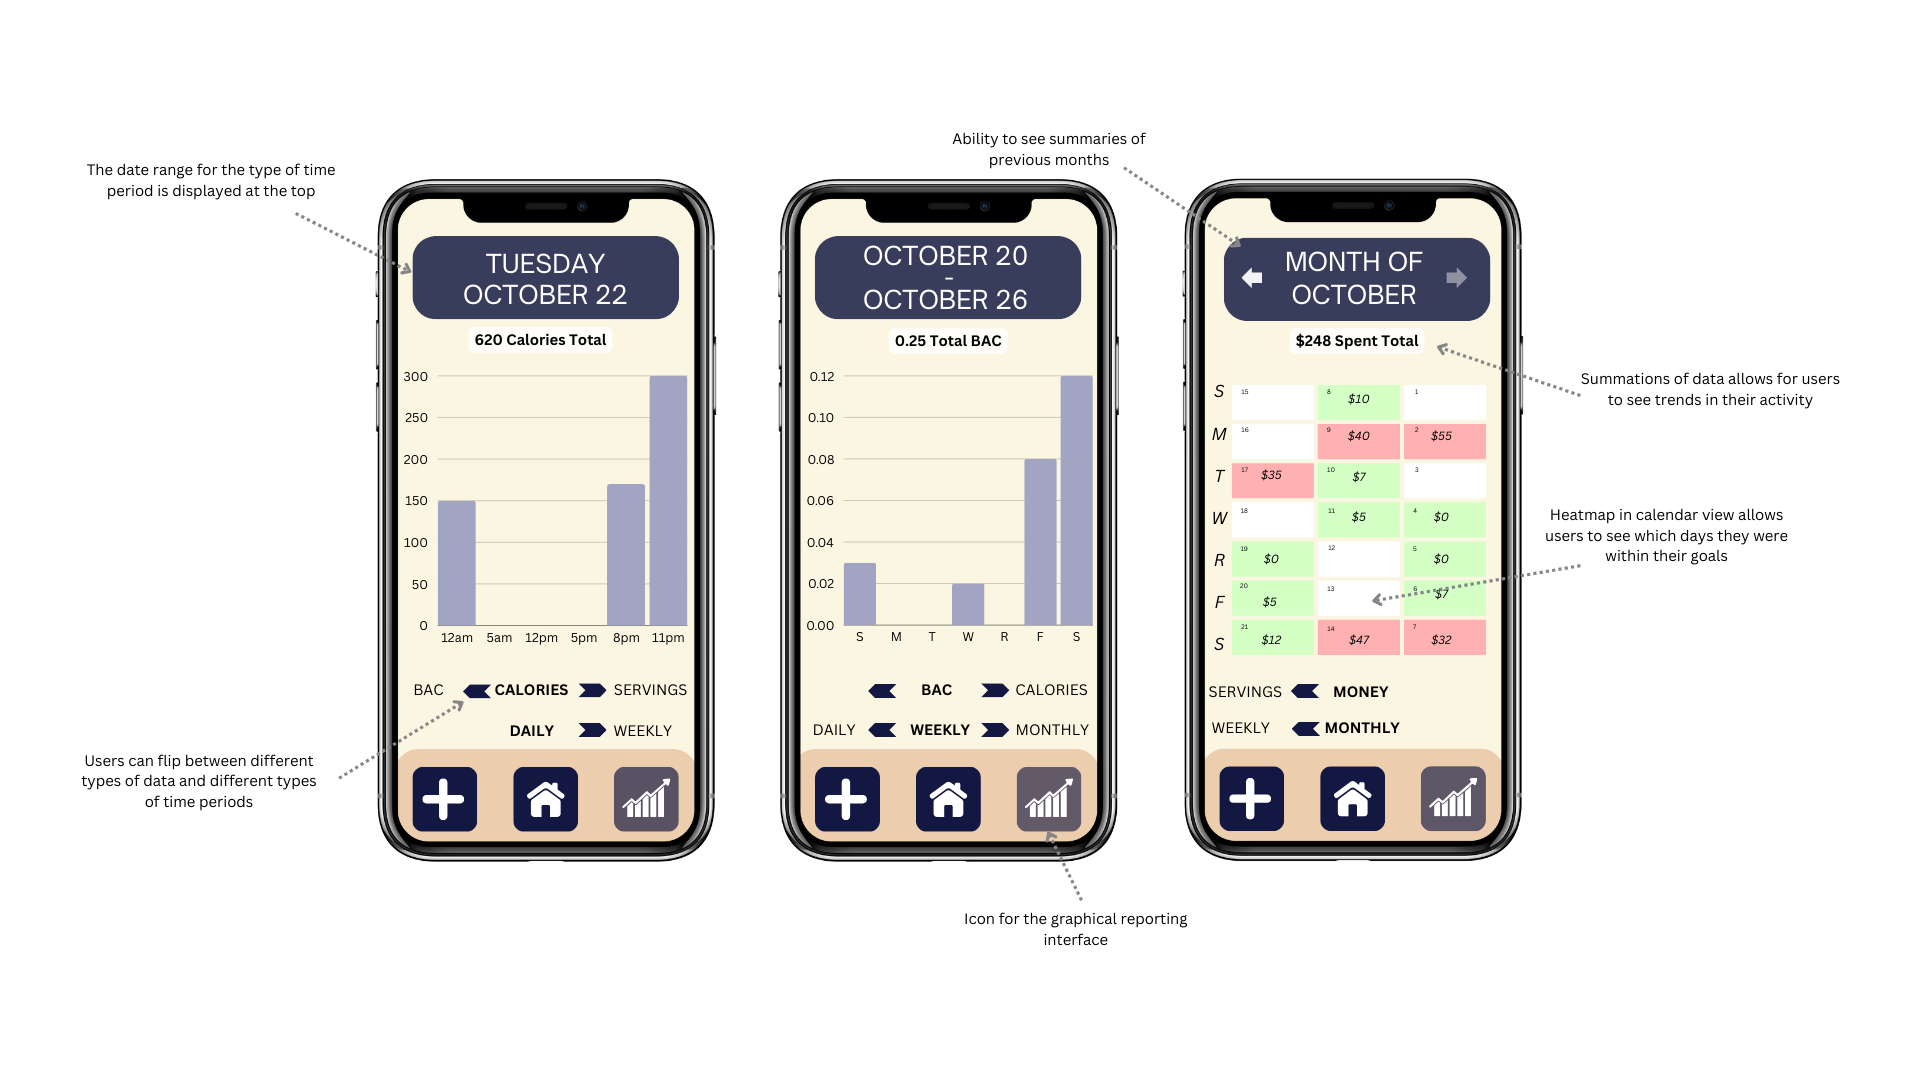 Ability to see summaries of
previous months
The date range for the type of time
period is displayed at the top
TUESDAY
OCTOBER 22
620 Calories Total
300
250
200
150
100
50
0
12am 5am 12pm 5pm 8pm 11pm
BAC CALORIES SERVINGS
DAILY WEEKLY
Users can flip between different
types of data and different types
of time periods
OCTOBER 20
-
OCTOBER 26
0.25 Total BAC
0.12
0.10
0.08
0.06
0.04
0.02
0.00
S M T W R F S
BAC CALORIES
DAILY WEEKLY MONTHLY
Icon for the graphical reporting
interface
MONTH OF
OCTOBER
$248 Spent Total
S 15 8 $10 1
M 16 9 $40 2 $55
T 17 $35 10 $7 3
W 18 11 $5 4 $0
R 19 $0 12 5 $0
F 20 $5 13 6 $7
S 21 $12 14 $47 7 $32
SERVINGS MONEY
WEEKLY MONTHLY
Summations of data allows for users
to see trends in their activity
Heatmap in calendar view allows
users to see which days they were
within their goals